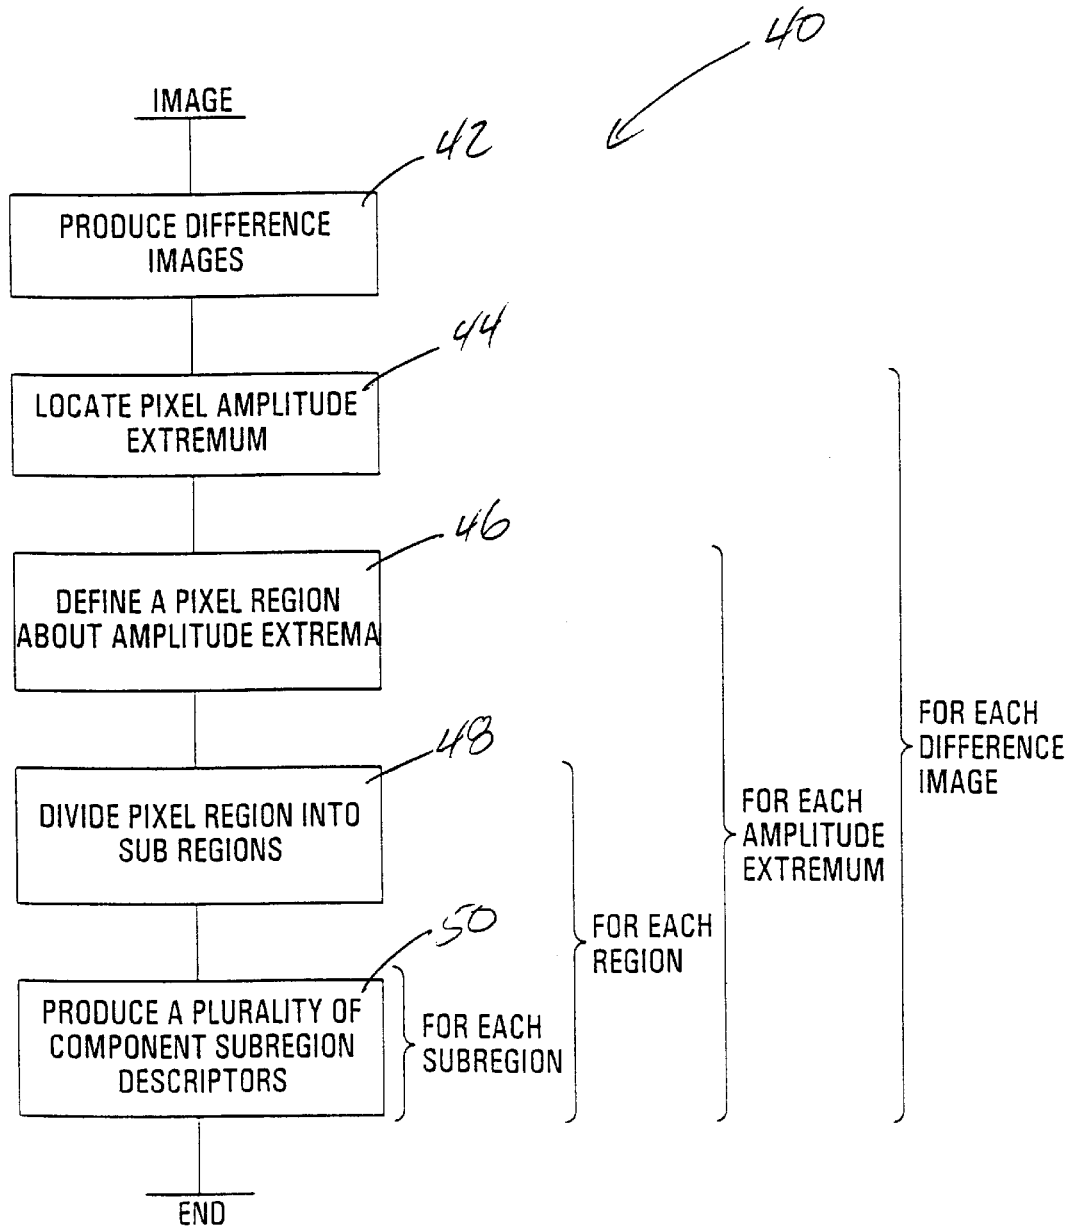 40
IMAGE
42
PRODUCE DIFFERENCE
IMAGES
44
LOCATE PIXEL AMPLITUDE
EXTREMUM
46
DEFINE A PIXEL REGION
ABOUT AMPLITUDE EXTREMA
48
DIVIDE PIXEL REGION INTO
SUB REGIONS
50
PRODUCE A PLURALITY OF
COMPONENT SUBREGION
DESCRIPTORS
FOR EACH
SUBREGION
FOR EACH
REGION
FOR EACH
AMPLITUDE
EXTREMUM
FOR EACH
DIFFERENCE
IMAGE
END